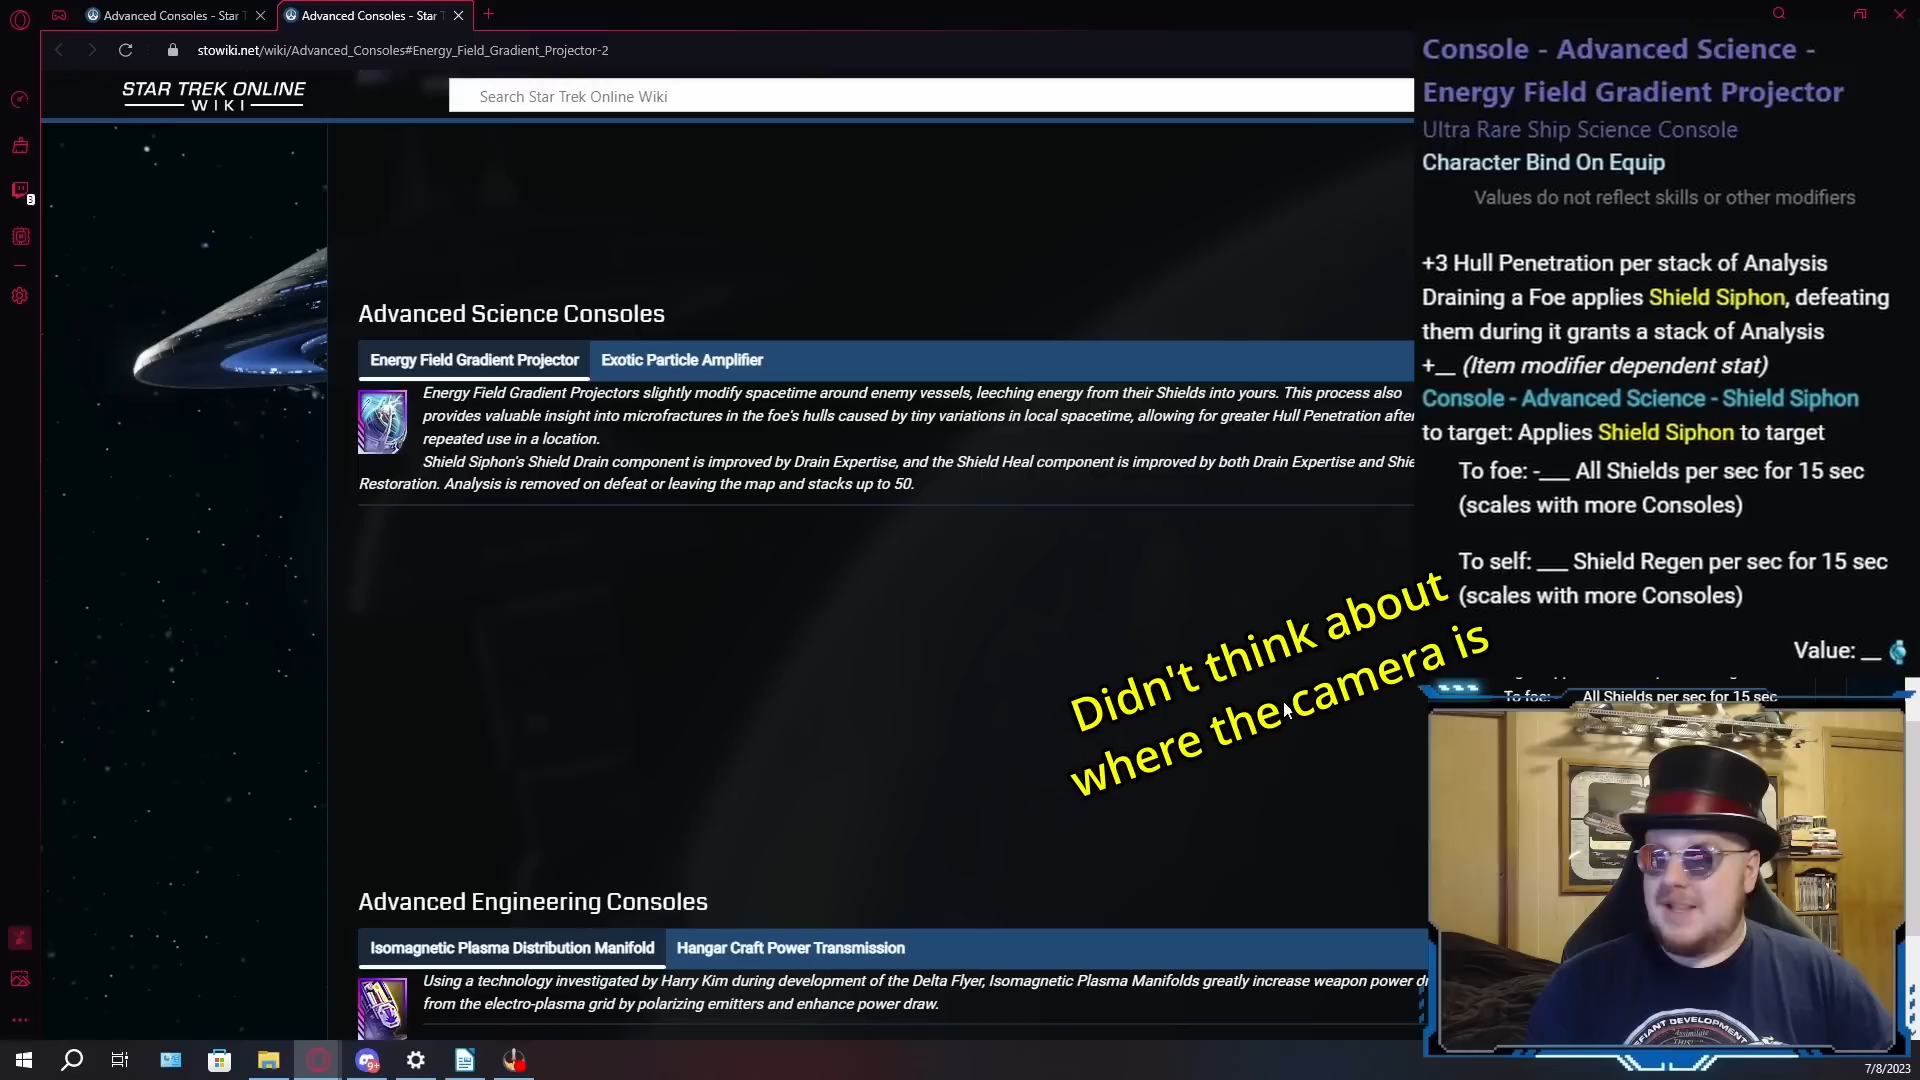 Advanced Consoles - Star T
Advanced Consoles - Star T
stowiki.net/wiki/Advanced_Consoles#Energy_Field_Gradient_Projector-2
STAR TREK ONLINE
WIKI
Search Star Trek Online Wiki
3
Advanced Science Consoles
Energy Field Gradient Projector
Exotic Particle Amplifier
Energy Field Gradient Projectors slightly modify spacetime around enemy vessels, leeching energy from their Shields into yours. This process also
provides valuable insight into microfractures in the foe's hulls caused by tiny variations in local spacetime, allowing for greater Hull Penetration after
repeated use in a location.
Shield Siphon's Shield Drain component is improved by Drain Expertise, and the Shield Heal component is improved by both Drain Expertise and Shie
Restoration. Analysis is removed on defeat or leaving the map and stacks up to 50.
Advanced Engineering Consoles
Isomagnetic Plasma Distribution Manifold
Hangar Craft Power Transmission
Using a technology investigated by Harry Kim during development of the Delta Flyer, Isomagnetic Plasma Manifolds greatly increase weapon power dr
from the electro-plasma grid by polarizing emitters and enhance power draw.
Console - Advanced Science -
Energy Field Gradient Projector
Ultra Rare Ship Science Console
Character Bind On Equip
Values do not reflect skills or other modifiers
+3 Hull Penetration per stack of Analysis
Draining a Foe applies Shield Siphon, defeating
them during it grants a stack of Analysis
+__ (Item modifier dependent stat)
Console - Advanced Science - Shield Siphon
to target: Applies Shield Siphon to target
To foe: -___ All Shields per sec for 15 sec
(scales with more Consoles)
To self: ___ Shield Regen per sec for 15 sec
(scales with more Consoles)
Value: __
To foe: -___ All Shields per sec for 15 sec
Didn't think about
where the camera is
9+
7/8/2023